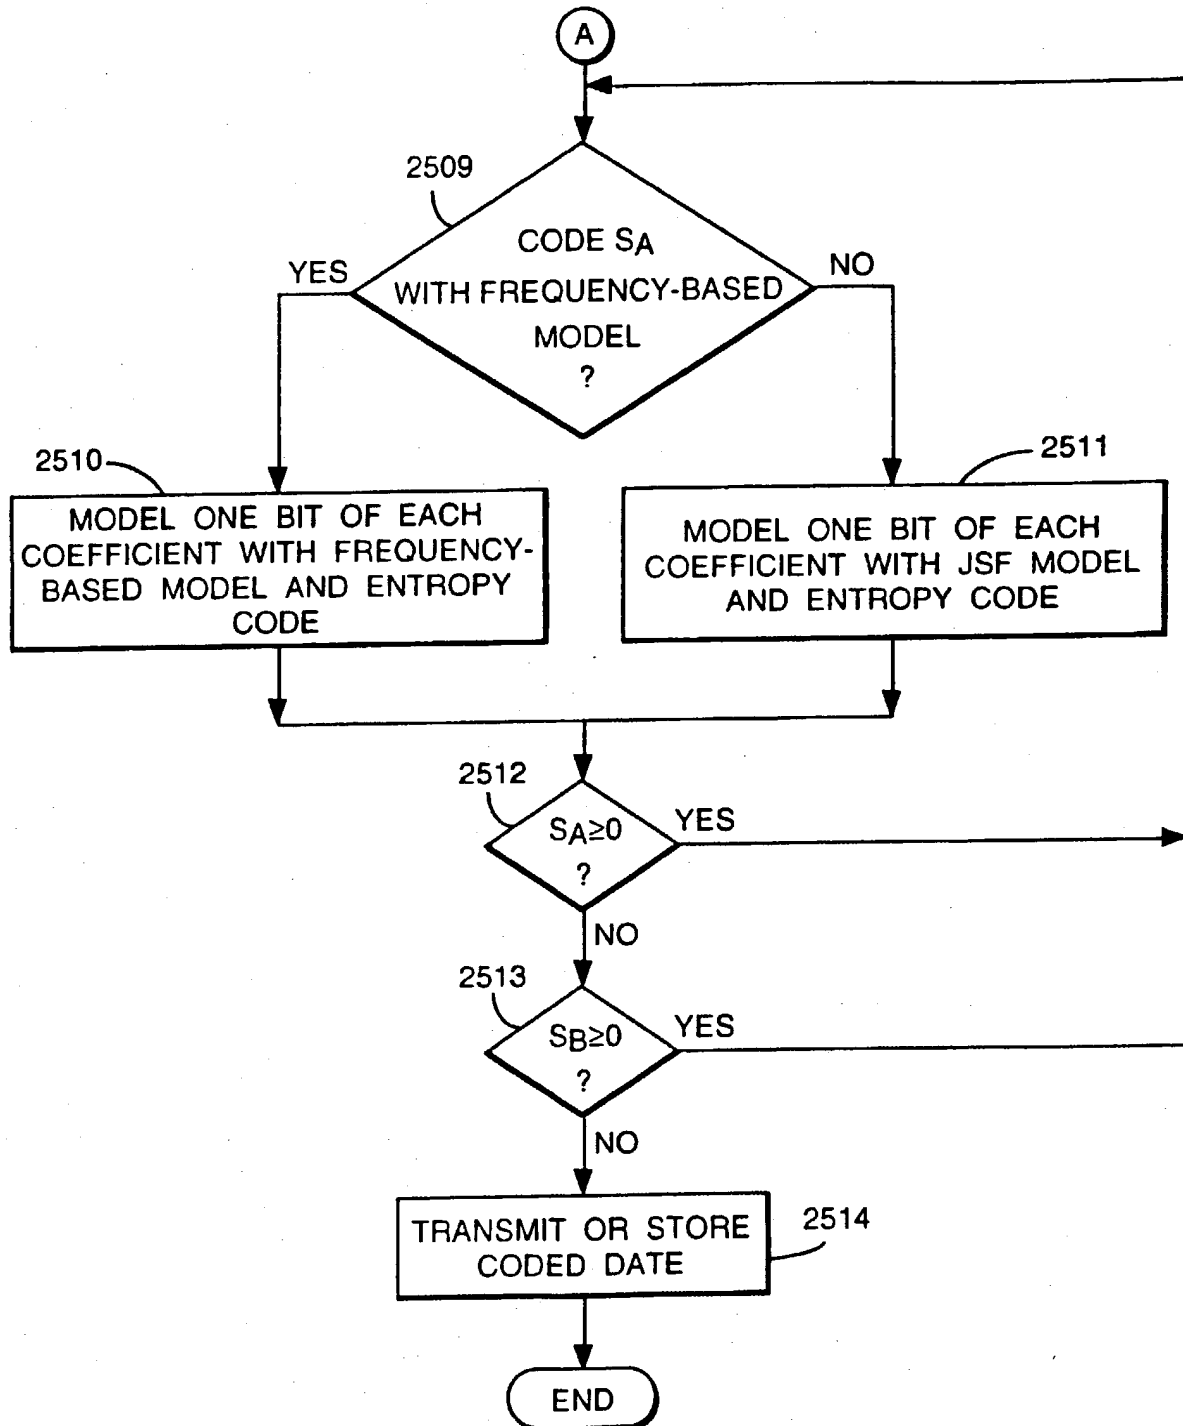 A
2509
CODE SA
YES
NO
WITH FREQUENCY-BASED
MODEL
?
2510
2511
MODEL ONE BIT OF EACH
COEFFICIENT WITH FREQUENCY-
BASED MODEL AND ENTROPY
CODE
MODEL ONE BIT OF EACH
COEFFICIENT WITH JSF MODEL
AND ENTROPY CODE
2512
SA≥0
?
YES
NO
2513
SB≥0
?
YES
NO
TRANSMIT OR STORE
CODED DATE
2514
END